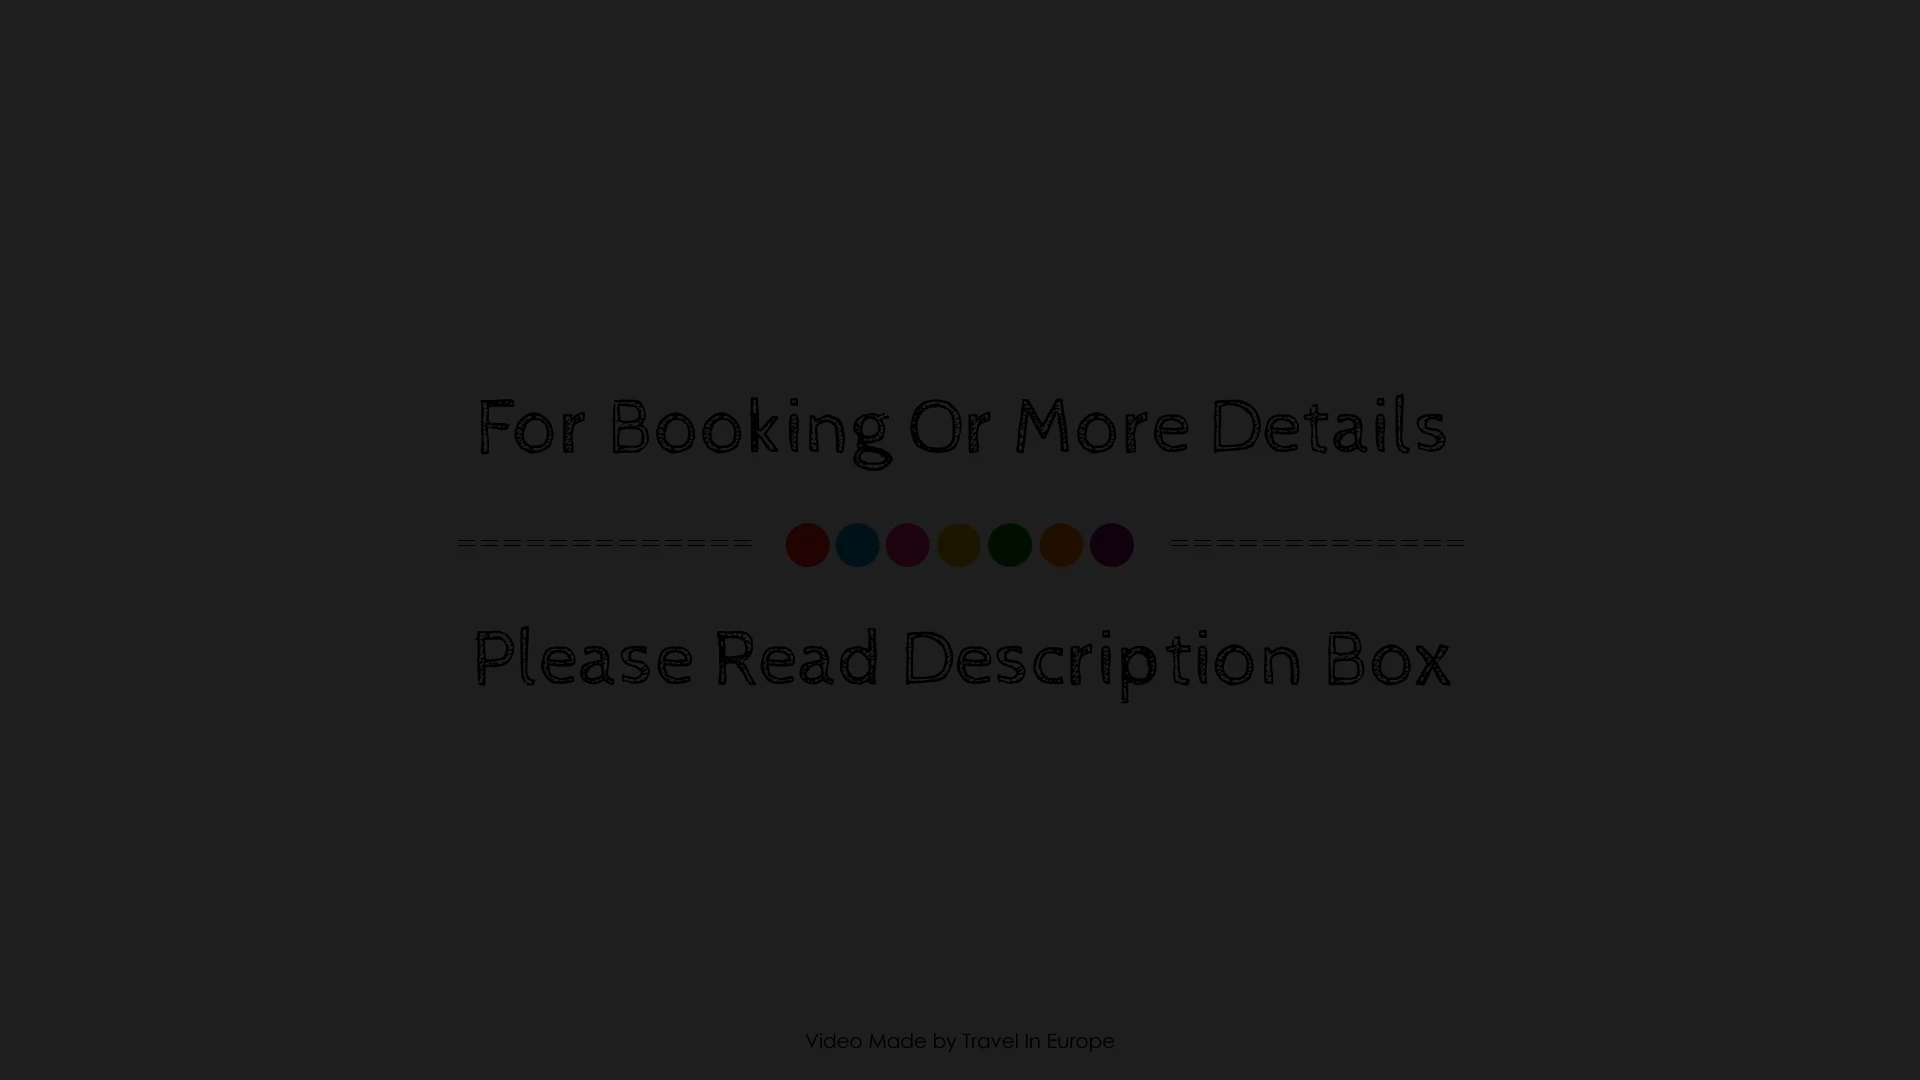 For Booking Or More Details
============= =============
Please Read Description Box
Video Made by Travel In Europe